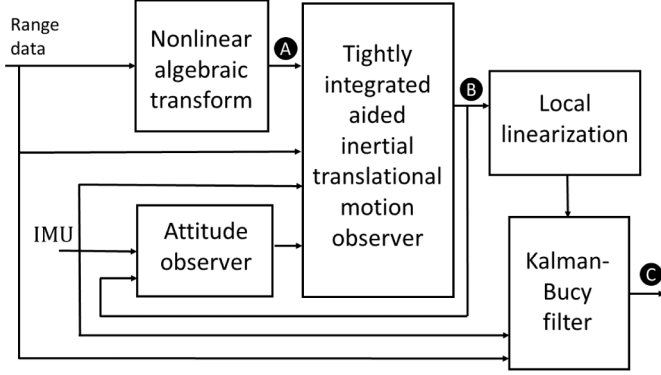 Range
data
Nonlinear
algebraic
transform
A
Tightly
integrated
aided
inertial
translational
motion
observer
B
Local
linearization
IMU
Attitude
observer
Kalman-
Bucy
filter
C